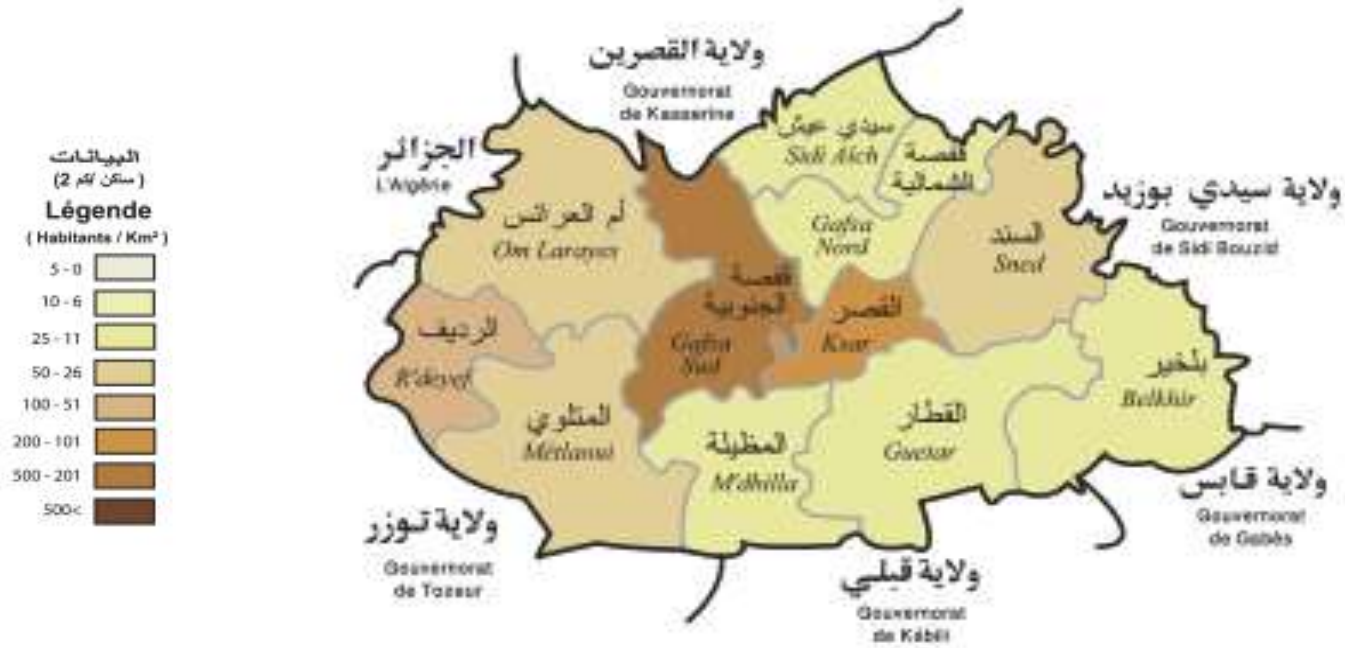 البيانات
( ساكن /كم 2)
Légende
( Habitants / Km² )
5 - 0
10 - 6
25 - 11
50 - 26
100 - 51
200 - 101
500 - 201
500<
ولاية القصرين
Gouvernorat
de Kasserine
الجزائر
L'Algérie
ولاية سيدي بوزيد
Gouvernorat
de Sidi Bouzid
سيدي عيش
Sidi Aïch
قفصة
الشمالية
Gafsa
Nord
أم العرائس
Om Larayes
السند
Sned
قفصة
الجنوبية
Gafsa
Sud
القصر
Ksar
الرديف
R'deyef
المتلوي
Métlaoui
المظيلة
M'dhilla
القطار
Guetar
بلخير
Belkhir
ولاية قابس
Gouvernorat
de Gabès
ولاية توزر
Gouvernorat
de Tozeur
ولاية قبلي
Gouvernorat
de Kébili